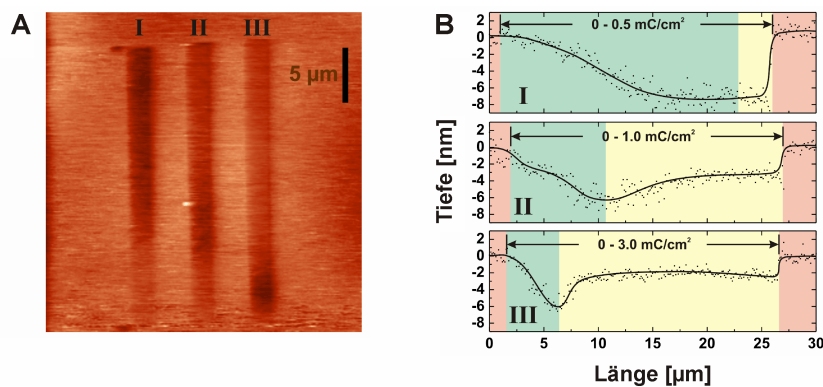 A
I II III
5 µm
B
Tiefe [nm]
2
0
-2
-4
-6
-8
0 - 0.5 mC/cm²
I
2
0
-2
-4
-6
-8
0 - 1.0 mC/cm²
II
2
0
-2
-4
-6
-8
0 - 3.0 mC/cm²
III
0 5 10 15 20 25 30
Länge [µm]